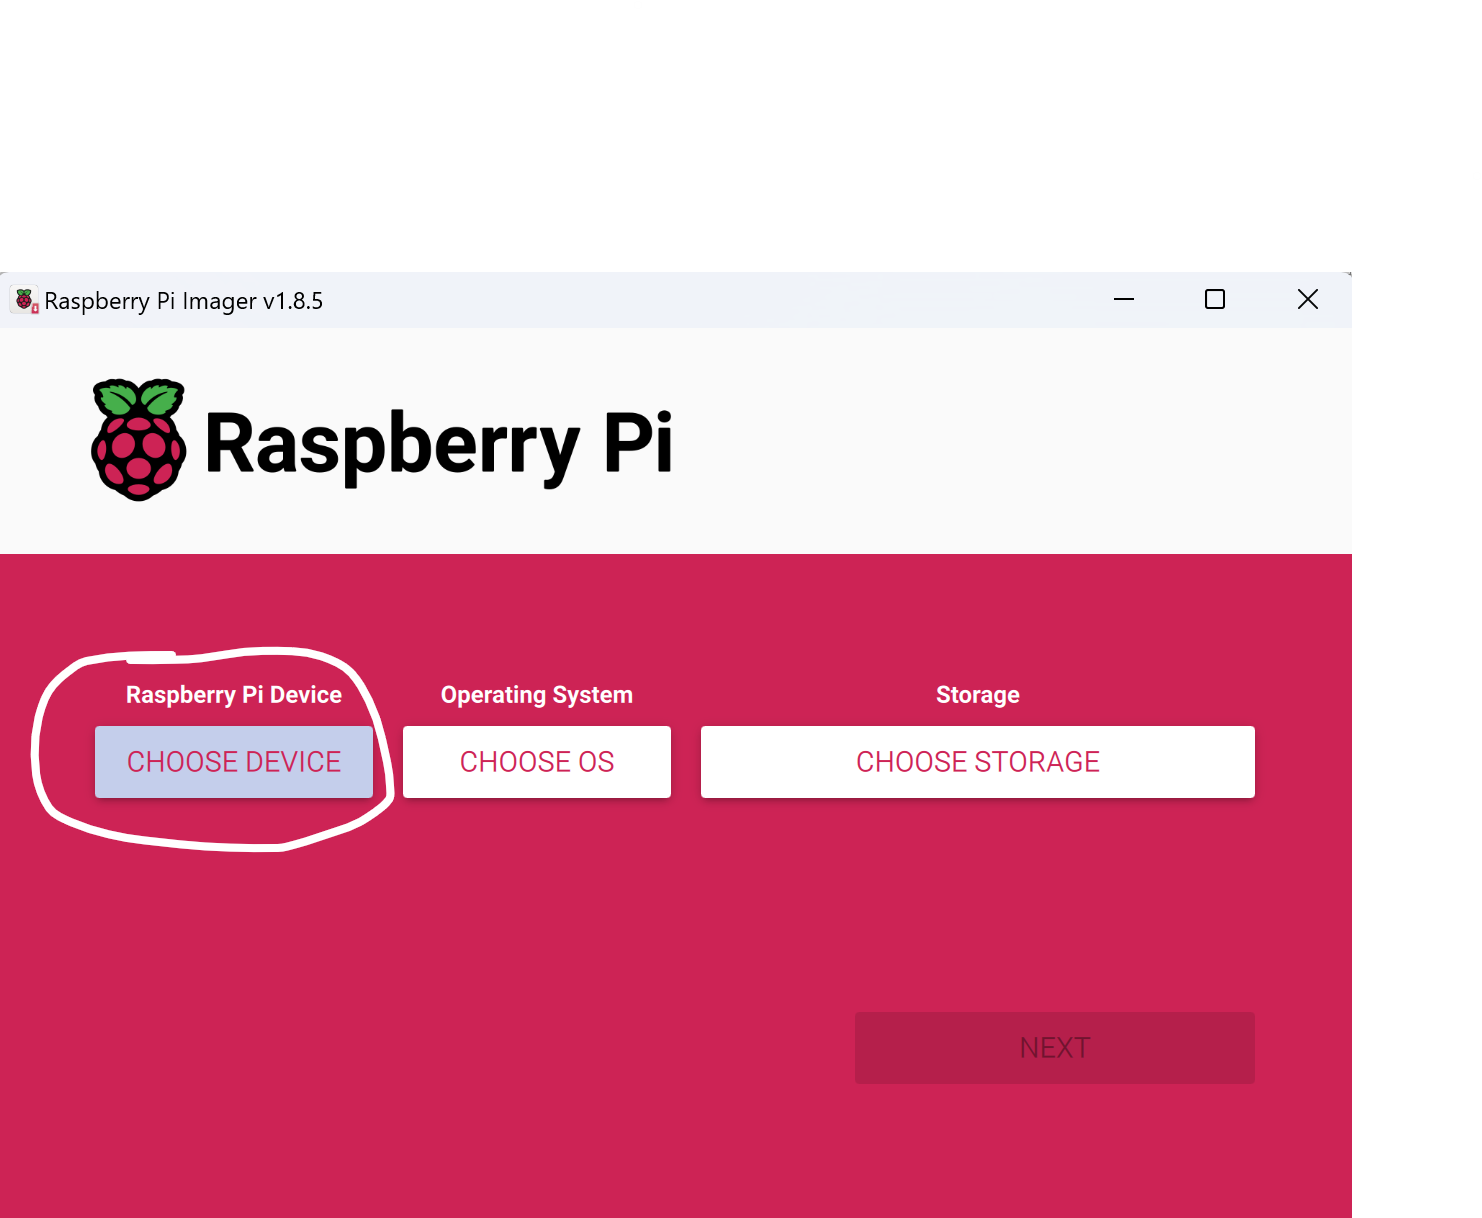 Raspberry Pi Imager v1.8.5
Raspberry Pi
Raspberry Pi Device
Operating System
Storage
CHOOSE DEVICE
CHOOSE OS
CHOOSE STORAGE
NEXT